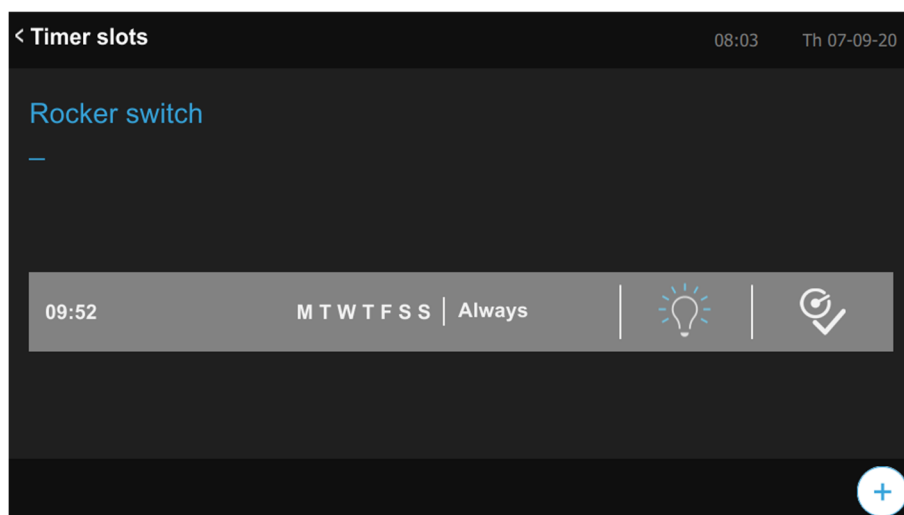 < Timer slots 08:03 Th 07-09-20
Rocker switch
09:52 M T W T F S S | Always
+